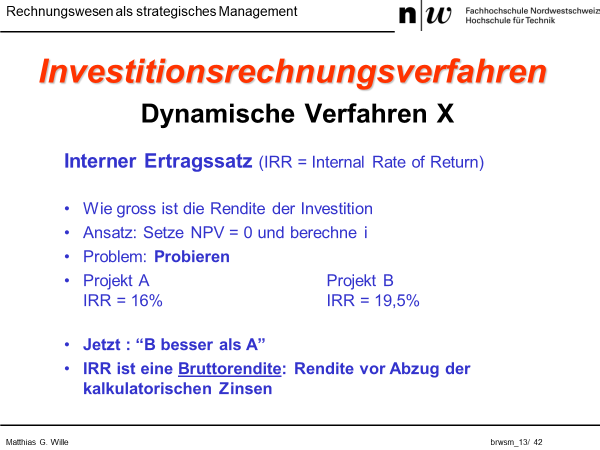 Rechnungswesen als strategisches Management
n|w Fachhochschule Nordwestschweiz
Hochschule für Technik
Investitionsrechnungsverfahren
Dynamische Verfahren X
Interner Ertragssatz (IRR = Internal Rate of Return)
• Wie gross ist die Rendite der Investition
• Ansatz: Setze NPV = 0 und berechne i
• Problem: Probieren
• Projekt A Projekt B
IRR = 16% IRR = 19,5%
• Jetzt : “B besser als A”
• IRR ist eine Bruttorendite: Rendite vor Abzug der
kalkulatorischen Zinsen
Matthias G. Wille brwsm_13/ 42